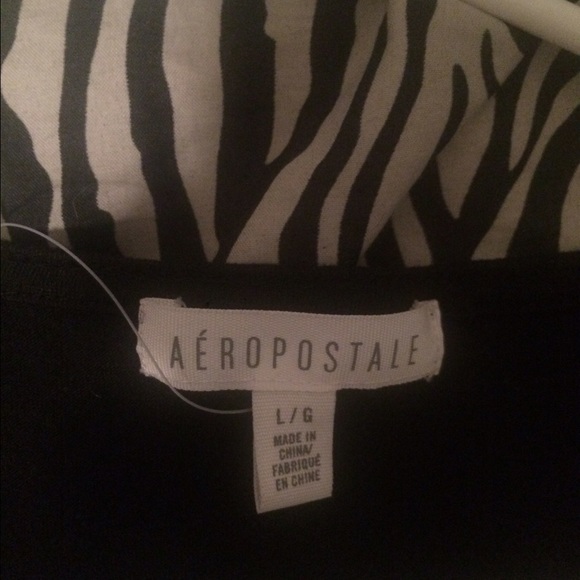 AÉROPOSTALE
L/G
MADE IN
CHINA/
FABRIQUÉ
EN CHINE